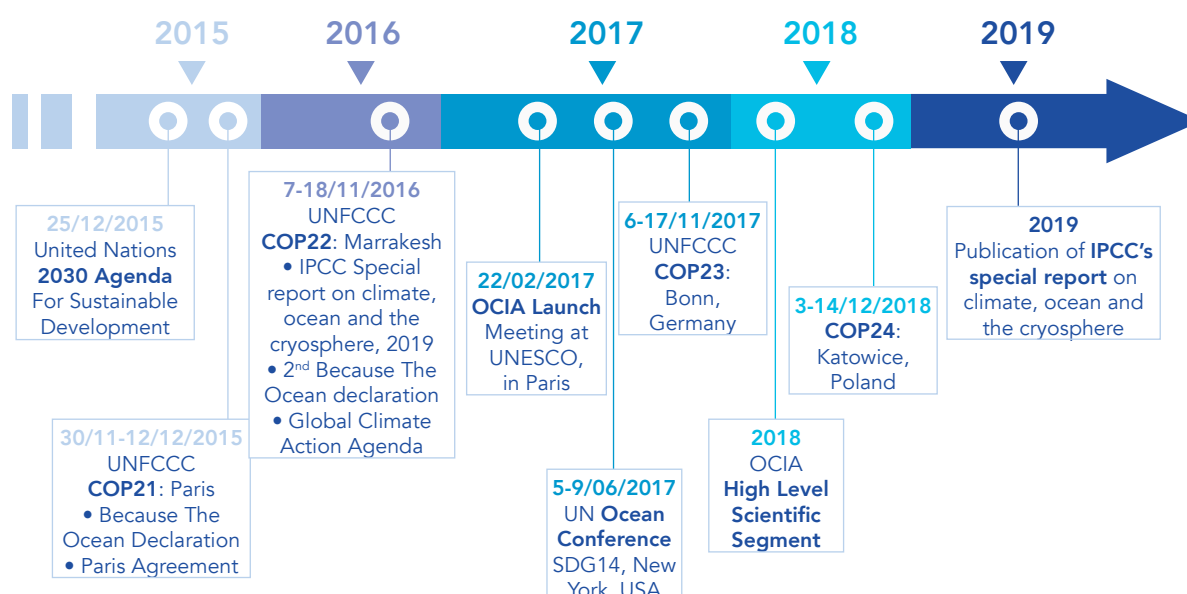 2015
2016
2017
2018
2019
25/12/2015
United Nations
2030 Agenda
For Sustainable
Development
30/11-12/12/2015
UNFCCC
COP21: Paris
• Because The
Ocean Declaration
• Paris Agreement
7-18/11/2016
UNFCCC
COP22: Marrakesh
• IPCC Special
report on climate,
ocean and the
cryosphere, 2019
• 2nd Because The
Ocean declaration
• Global Climate
Action Agenda
22/02/2017
OCIA Launch
Meeting at
UNESCO,
in Paris
5-9/06/2017
UN Ocean
Conference
SDG14, New
York, USA
6-17/11/2017
UNFCCC
COP23:
Bonn,
Germany
2018
OCIA
High Level
Scientific
Segment
3-14/12/2018
COP24:
Katowice,
Poland
2019
Publication of IPCC's
special report on
climate, ocean and
the cryosphere